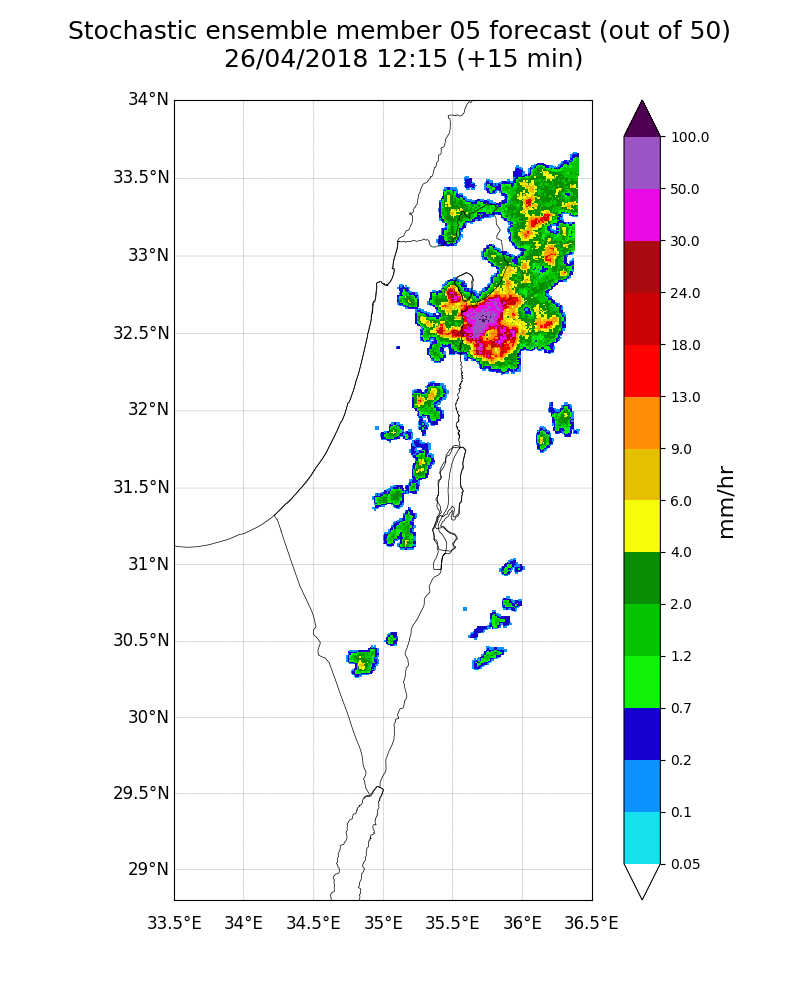 Stochastic ensemble member 05 forecast (out of 50)
26/04/2018 12:15 (+15 min)
34°N
33.5°N
33°N
32.5°N
32°N
31.5°N
31°N
30.5°N
30°N
29.5°N
29°N
33.5°E 34°E 34.5°E 35°E 35.5°E 36°E 36.5°E
100.0
50.0
30.0
24.0
18.0
13.0
9.0
6.0
4.0
2.0
1.2
0.7
0.2
0.1
0.05
mm/hr